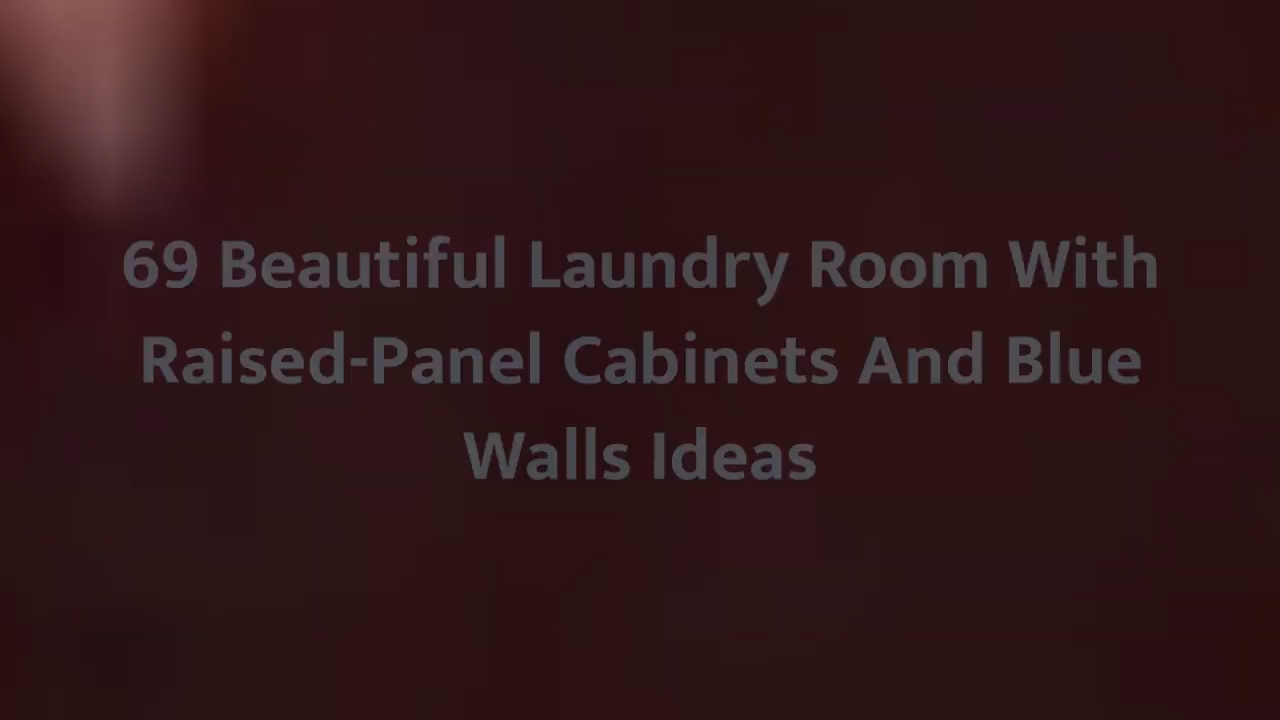 69 Beautiful Laundry Room With
Raised-Panel Cabinets And Blue
Walls Ideas